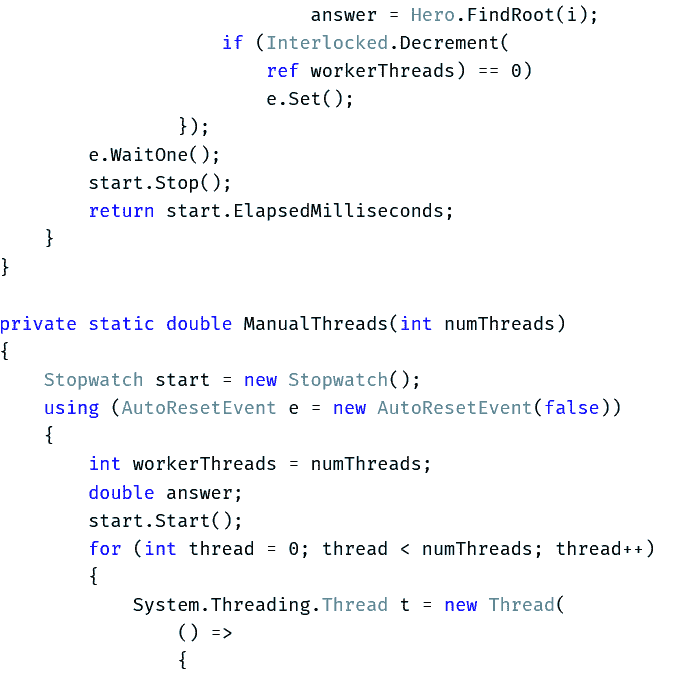 answer = Hero.FindRoot(i);
                    if (Interlocked.Decrement(
                        ref workerThreads) == 0)
                        e.Set();
                });
        e.WaitOne();
        start.Stop();
        return start.ElapsedMilliseconds;
    }
}

private static double ManualThreads(int numThreads)
{
    Stopwatch start = new Stopwatch();
    using (AutoResetEvent e = new AutoResetEvent(false))
    {
        int workerThreads = numThreads;
        double answer;
        start.Start();
        for (int thread = 0; thread < numThreads; thread++)
        {
            System.Threading.Thread t = new Thread(
                () =>
                {